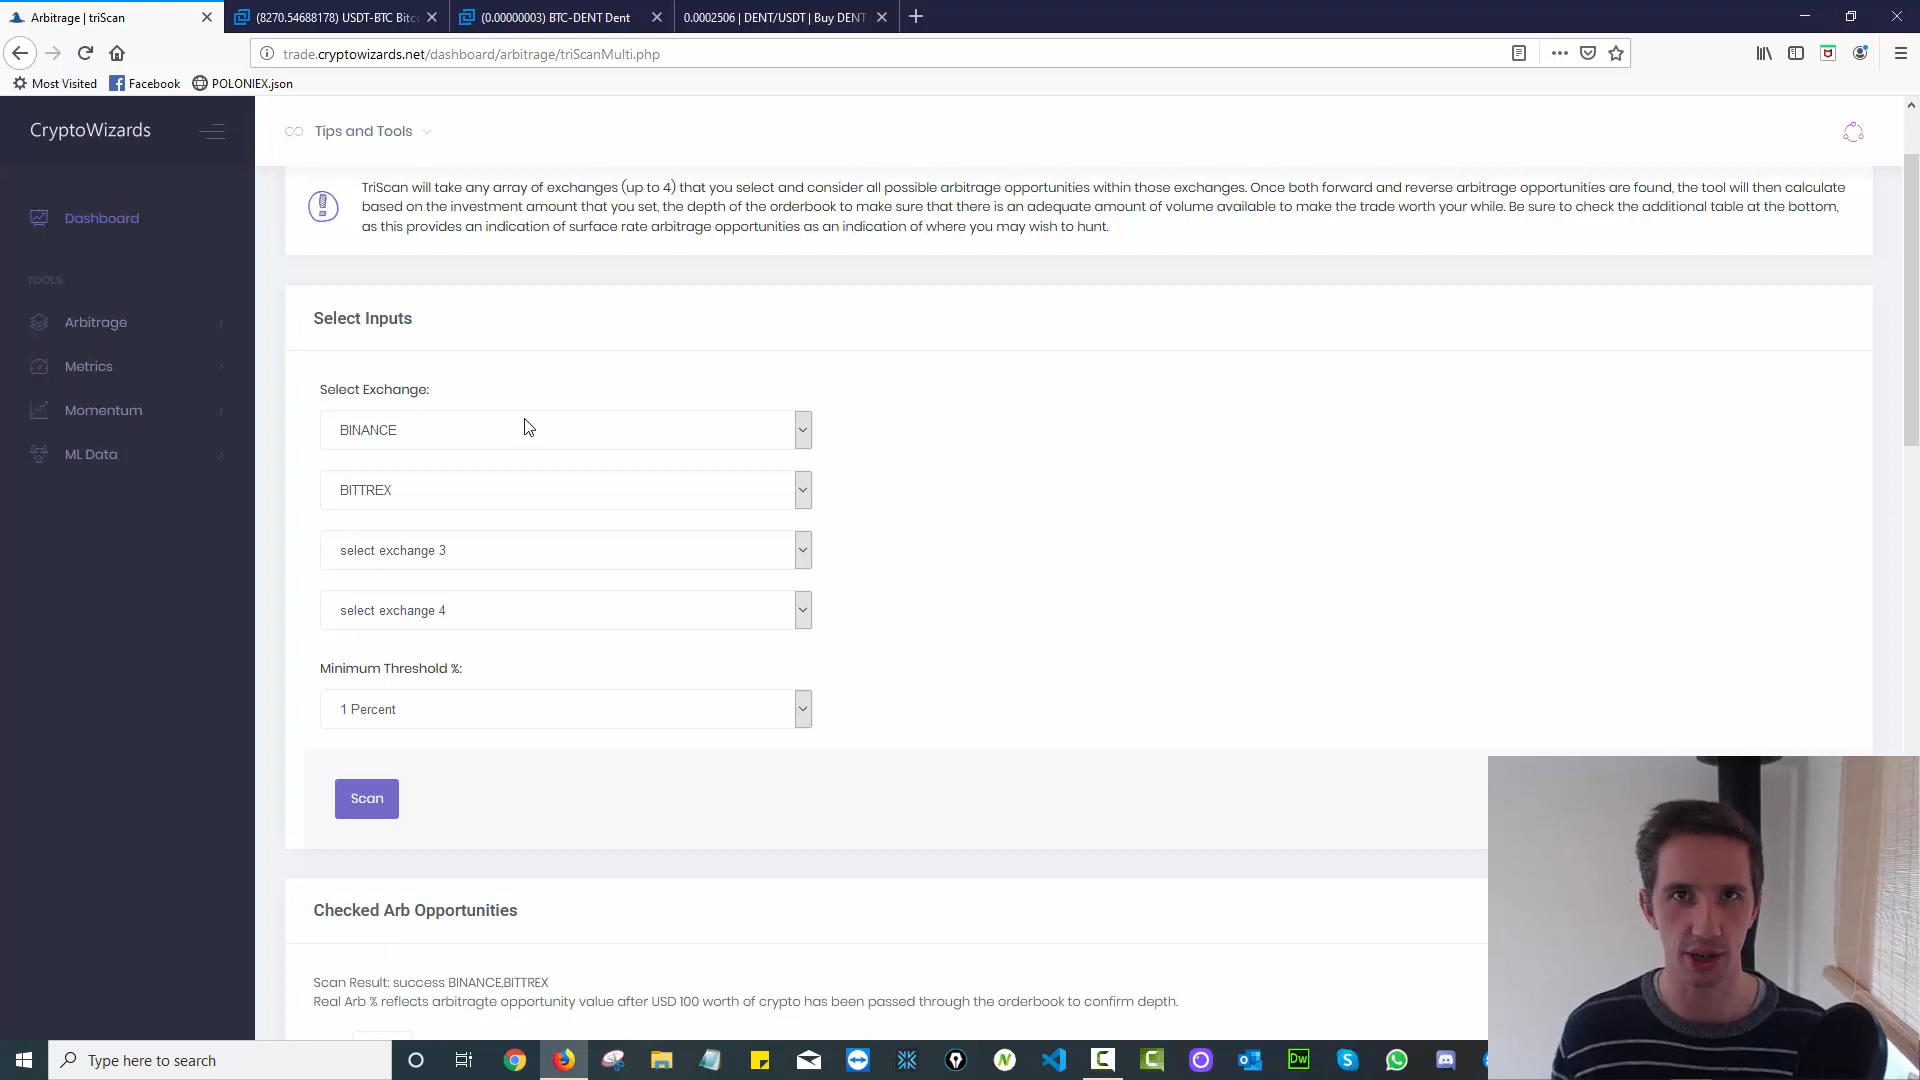 Arbitrage | triScan
(8270.54688178) USDT-BTC Bitco
(0.00000003) BTC-DENT Dent
0.0002506 | DENT/USDT | Buy DENT
trade.cryptowizards.net/dashboard/arbitrage/triScanMulti.php
Most Visited
Facebook
POLONIEX.json
CryptoWizards
Tips and Tools
Dashboard
TOOLS
Arbitrage
Metrics
Momentum
ML Data
TriScan will take any array of exchanges (up to 4) that you select and consider all possible arbitrage opportunities within those exchanges. Once both forward and reverse arbitrage opportunities are found, the tool will then calculate
based on the investment amount that you set, the depth of the orderbook to make sure that there is an adequate amount of volume available to make the trade worth your while. Be sure to check the additional table at the bottom,
as this provides an indication of surface rate arbitrage opportunities as an indication of where you may wish to hunt.
Select Inputs
Select Exchange:
BINANCE
BITTREX
select exchange 3
select exchange 4
Minimum Threshold %:
1 Percent
Scan
Checked Arb Opportunities
Scan Result: success BINANCE,BITTREX
Real Arb % reflects arbitragte opportunity value after USD 100 worth of crypto has been passed through the orderbook to confirm depth.
Type here to search